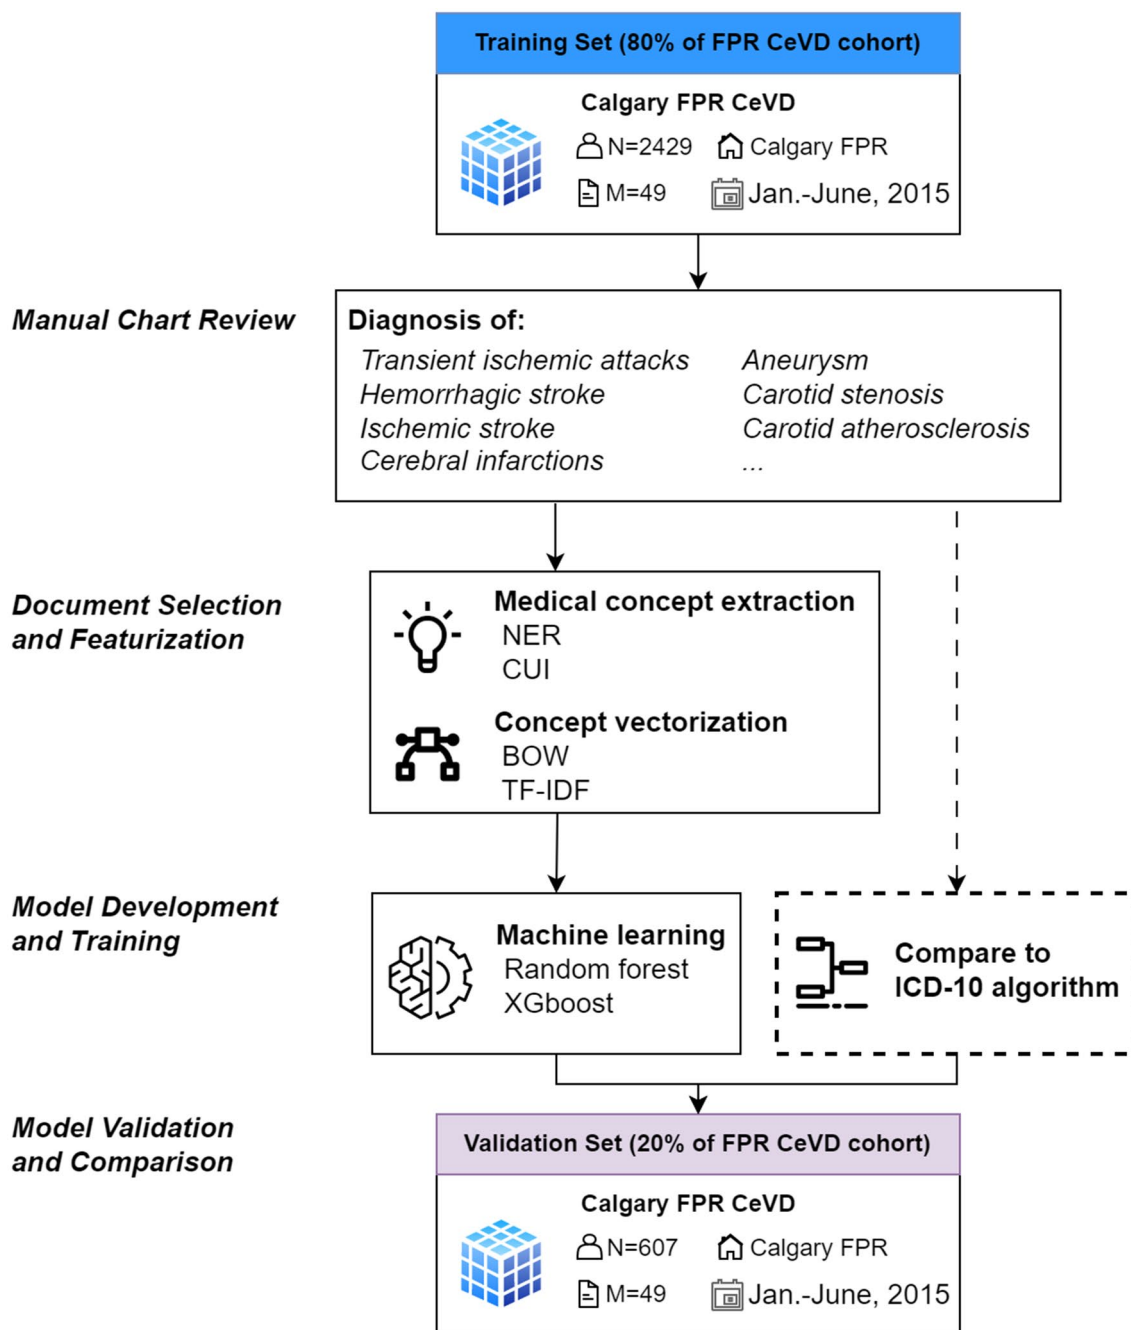 Training Set (80% of FPR CeVD cohort)
Calgary FPR CeVD
N=2429 Calgary FPR
M=49 Jan.-June, 2015
Manual Chart Review
Diagnosis of:
Transient ischemic attacks Aneurysm
Hemorrhagic stroke Carotid stenosis
Ischemic stroke Carotid atherosclerosis
Cerebral infarctions ...
Document Selection
and Featurization
Medical concept extraction
NER
CUI
Concept vectorization
BOW
TF-IDF
Model Development
and Training
Machine learning
Random forest
XGboost
Compare to
ICD-10 algorithm
Model Validation
and Comparison
Validation Set (20% of FPR CeVD cohort)
Calgary FPR CeVD
N=607 Calgary FPR
M=49 Jan.-June, 2015